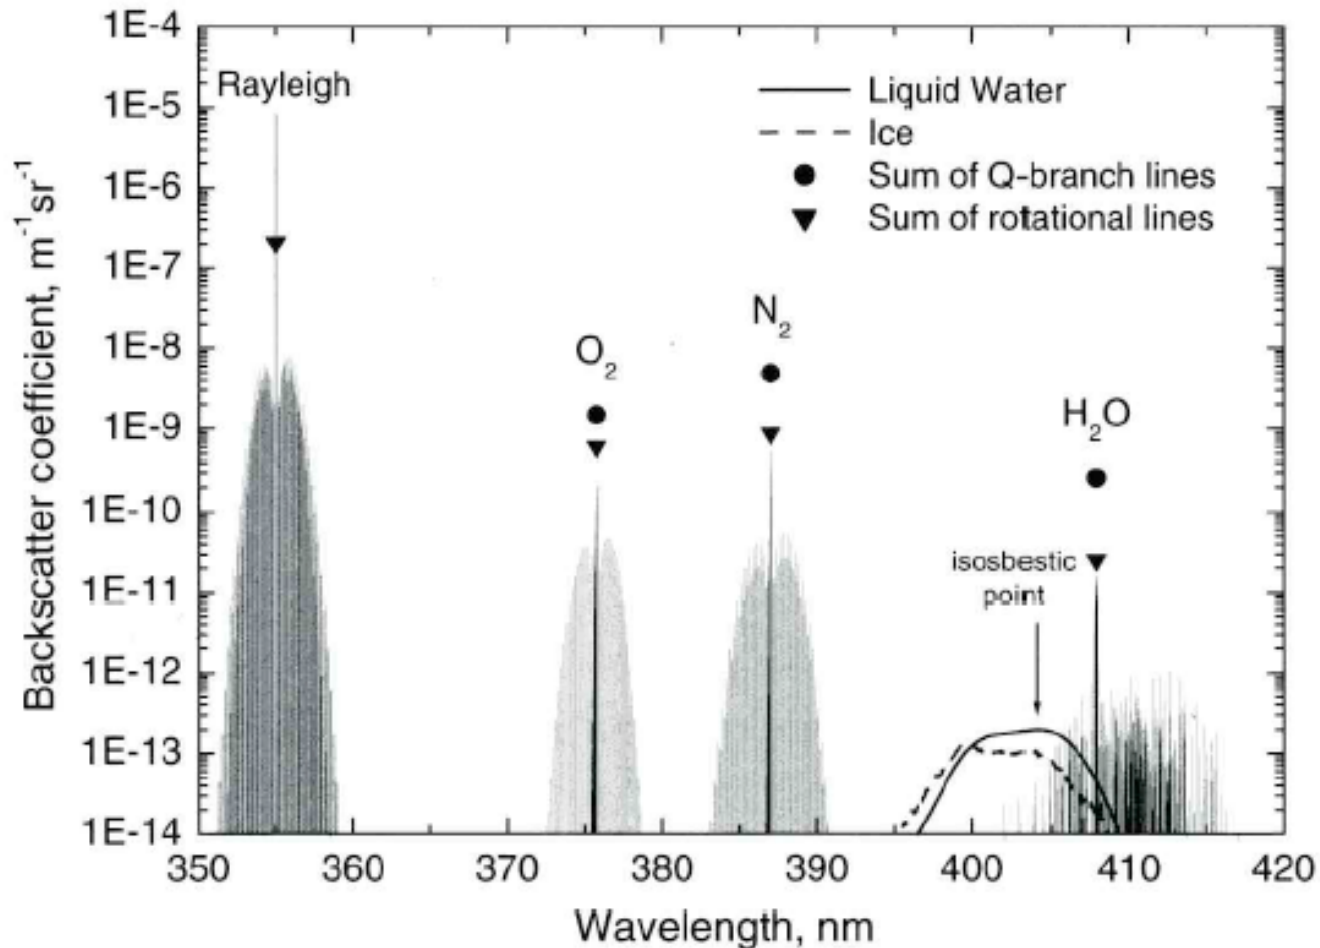 1E-4
1E-5
1E-6
1E-7
1E-8
1E-9
1E-10
1E-11
1E-12
1E-13
1E-14
Backscatter coefficient, m⁻¹sr⁻¹
Rayleigh
Liquid Water
Ice
Sum of Q-branch lines
Sum of rotational lines
O₂
N₂
H₂O
isosbestic
point
350 360 370 380 390 400 410 420
Wavelength, nm